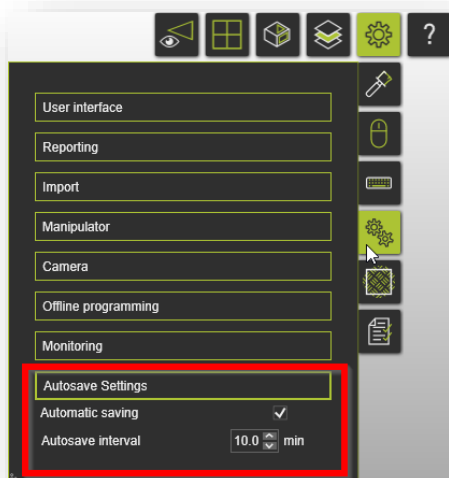 ?
User interface
Reporting
Import
Manipulator
Camera
Offline programming
Monitoring
Autosave Settings
Automatic saving
Autosave interval 10.0 min